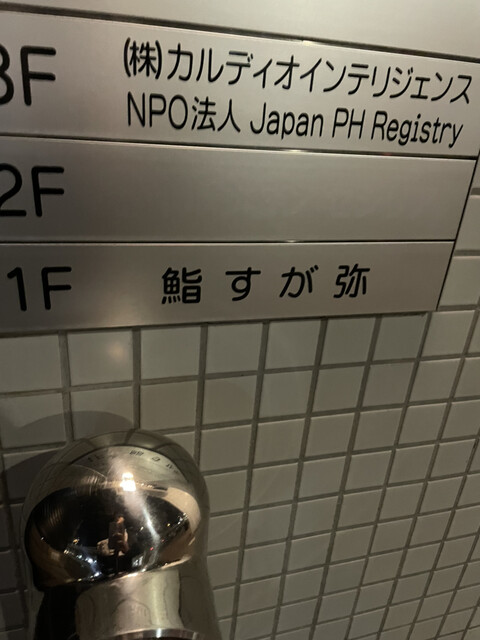 3F (株)カルディオインテリジェンス
NPO法人 Japan PH Registry
2F
1F 鮨すが弥